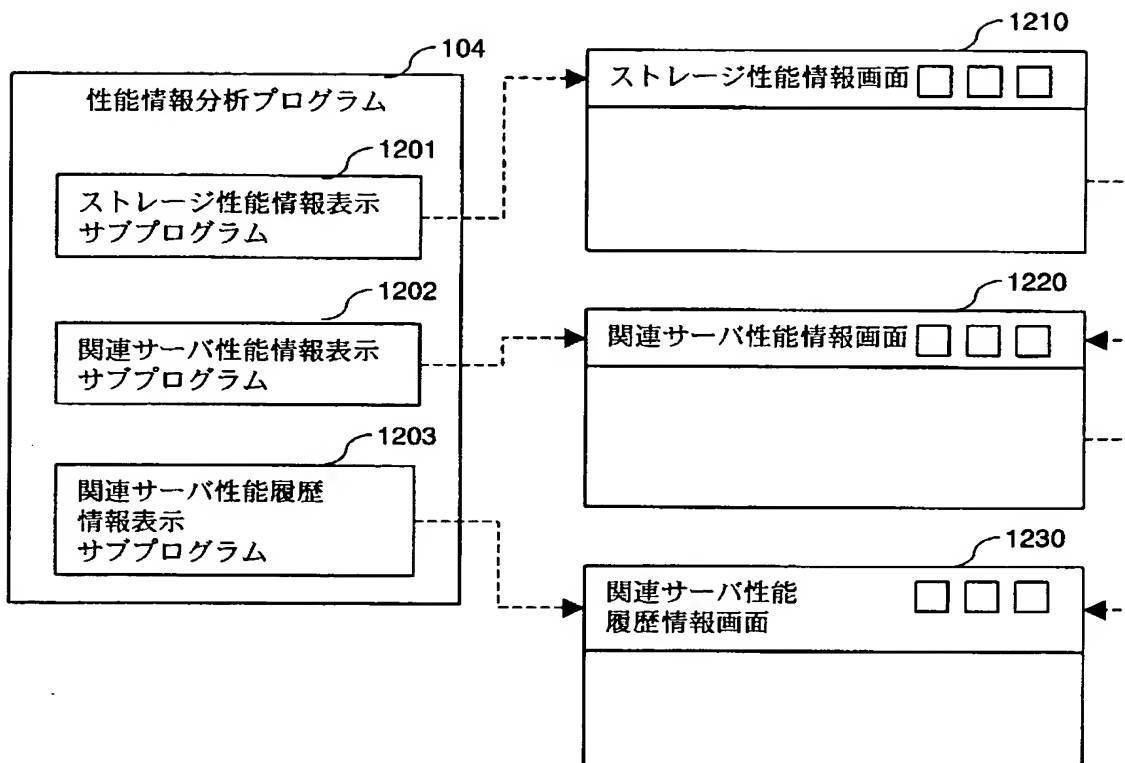 104
性能情報分析プログラム
1201
ストレージ性能情報表示
サブプログラム
1202
関連サーバ性能情報表示
サブプログラム
1203
関連サーバ性能履歴
情報表示
サブプログラム
1210
ストレージ性能情報画面
1220
関連サーバ性能情報画面
1230
関連サーバ性能
履歴情報画面